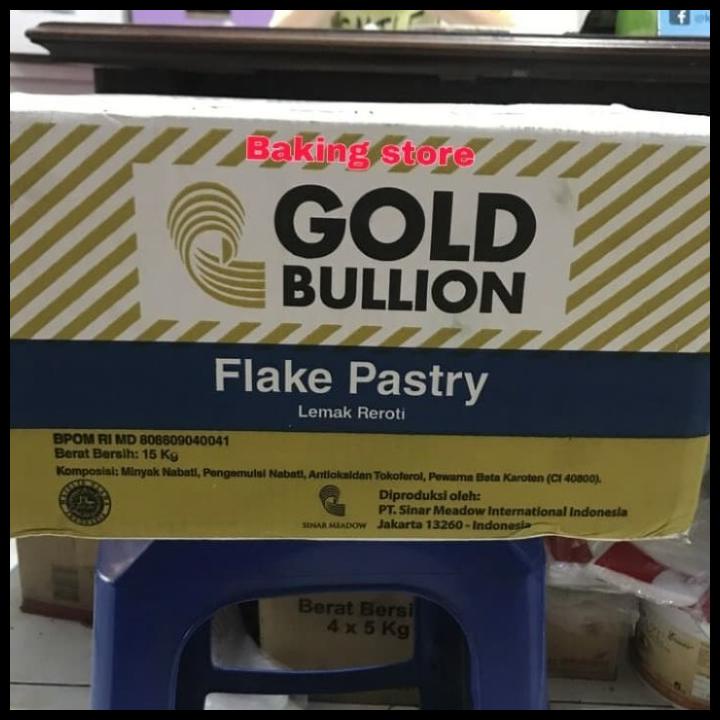 Baking store
GOLD
BULLION
Flake Pastry
Lemak Reroti
BPOM RI MD 808609040041
Berat Bersih: 15 Kg
Komposisi: Minyak Nabati, Pengemulsi Nabati, Antioksidan Tokoferol, Pewarna Beta Karoten (CI 40800).
Diproduksi oleh:
PT. Sinar Meadow International Indonesia
SINAR MEADOW
Jakarta 13260 - Indonesia
Berat Bersi
4 x 5 Kg